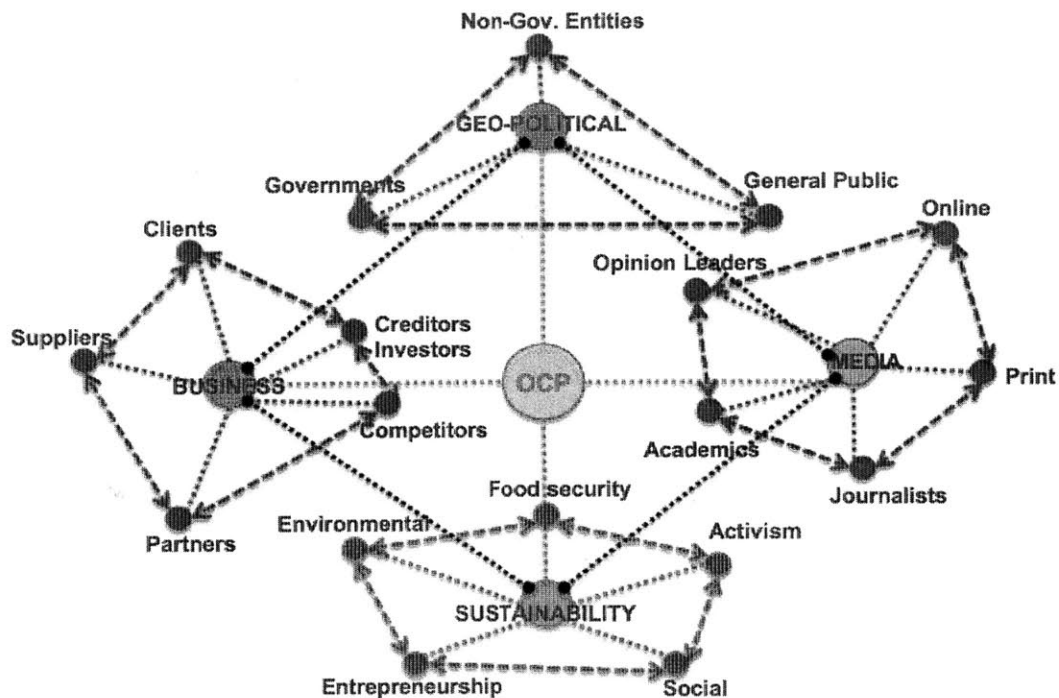 Non-Gov. Entities
GEO-POLITICAL
Governments
General Public
Clients
Online
Opinion Leaders
Suppliers
Creditors
Investors
BUSINESS
OCP
MEDIA
Print
Competitors
Academics
Journalists
Partners
Food security
Environmental
Activism
SUSTAINABILITY
Entrepreneurship
Social